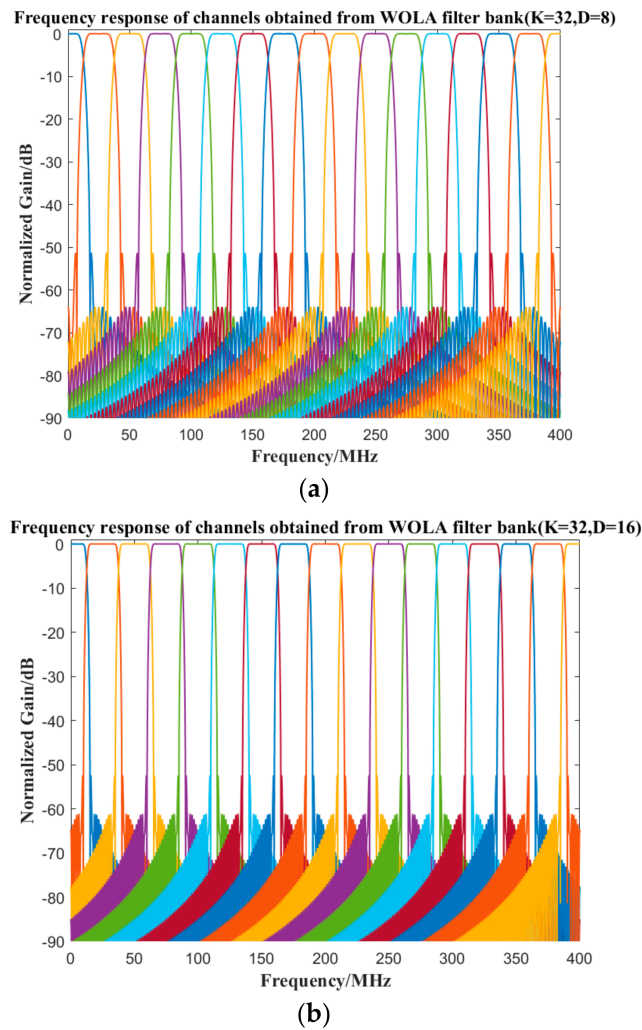 Frequency response of channels obtained from WOLA filter bank(K=32,D=8)
0
-10
-20
-30
-40
-50
-60
-70
-80
-90
Normalized Gain/dB
0 50 100 150 200 250 300 350 400
Frequency/MHz
(a)
Frequency response of channels obtained from WOLA filter bank(K=32,D=16)
0
-10
-20
-30
-40
-50
-60
-70
-80
-90
Normalized Gain/dB
0 50 100 150 200 250 300 350 400
Frequency/MHz
(b)